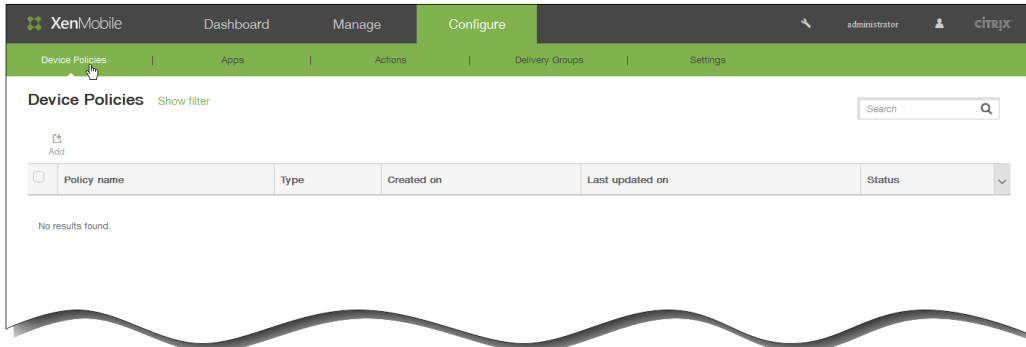 XenMobile Dashboard Manage Configure administrator CITRIX
Device Policies | Apps | Actions | Delivery Groups | Settings
Device Policies Show filter
Search
Add
Policy name Type Created on Last updated on Status
No results found.